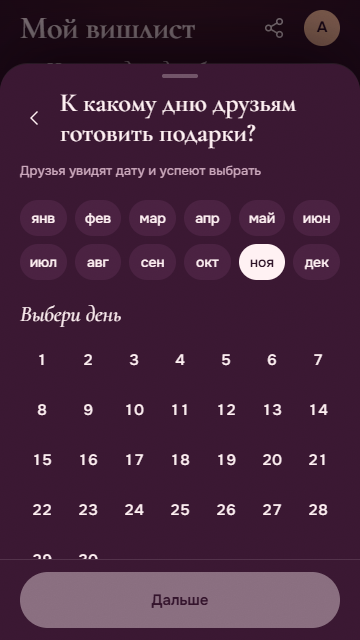 Мой вишлист
A
К какому дню друзьям
готовить подарки?
Друзья увидят дату и успеют выбрать
янв фев мар апр май июн
июл авг сен окт ноя дек
Выбери день
1 2 3 4 5 6 7
8 9 10 11 12 13 14
15 16 17 18 19 20 21
22 23 24 25 26 27 28
29 30
Дальше